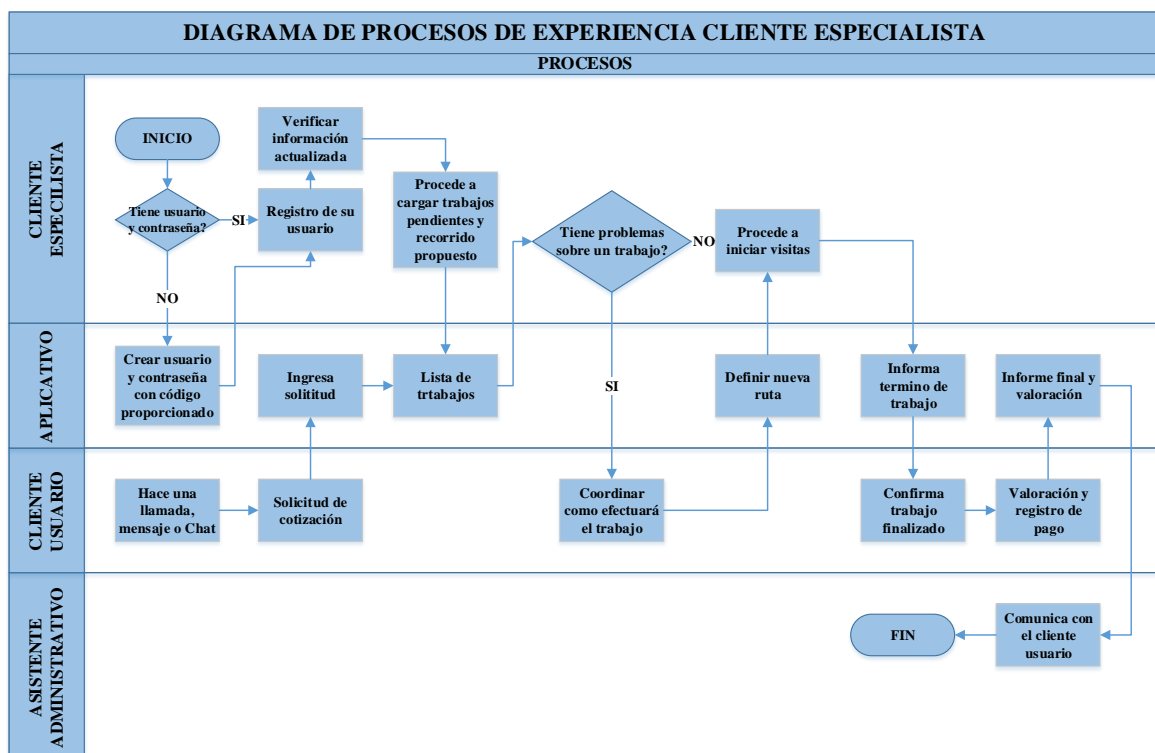 DIAGRAMA DE PROCESOS DE EXPERIENCIA CLIENTE ESPECIALISTA
PROCESOS
CLIENTE
ESPECILISTA
INICIO
Tiene usuario
y contraseña?
SI
NO
Registro de su
usuario
Verificar
información
actualizada
Procede a
cargar trabajos
pendientes y
recorrido
propuesto
Tiene problemas
sobre un trabajo?
NO
SI
Procede a
iniciar visitas
APLICATIVO
Crear usuario
y contraseña
con código
proporcionado
Ingresa
solititud
Lista de
trtabajos
Definir nueva
ruta
Informa
termino de
trabajo
Informe final y
valoración
CLIENTE
USUARIO
Hace una
llamada,
mensaje o Chat
Solicitud de
cotización
Coordinar
como efectuará
el trabajo
Confirma
trabajo
finalizado
Valoración y
registro de
pago
ASISTENTE
ADMINISTRATIVO
FIN
Comunica con
el cliente
usuario